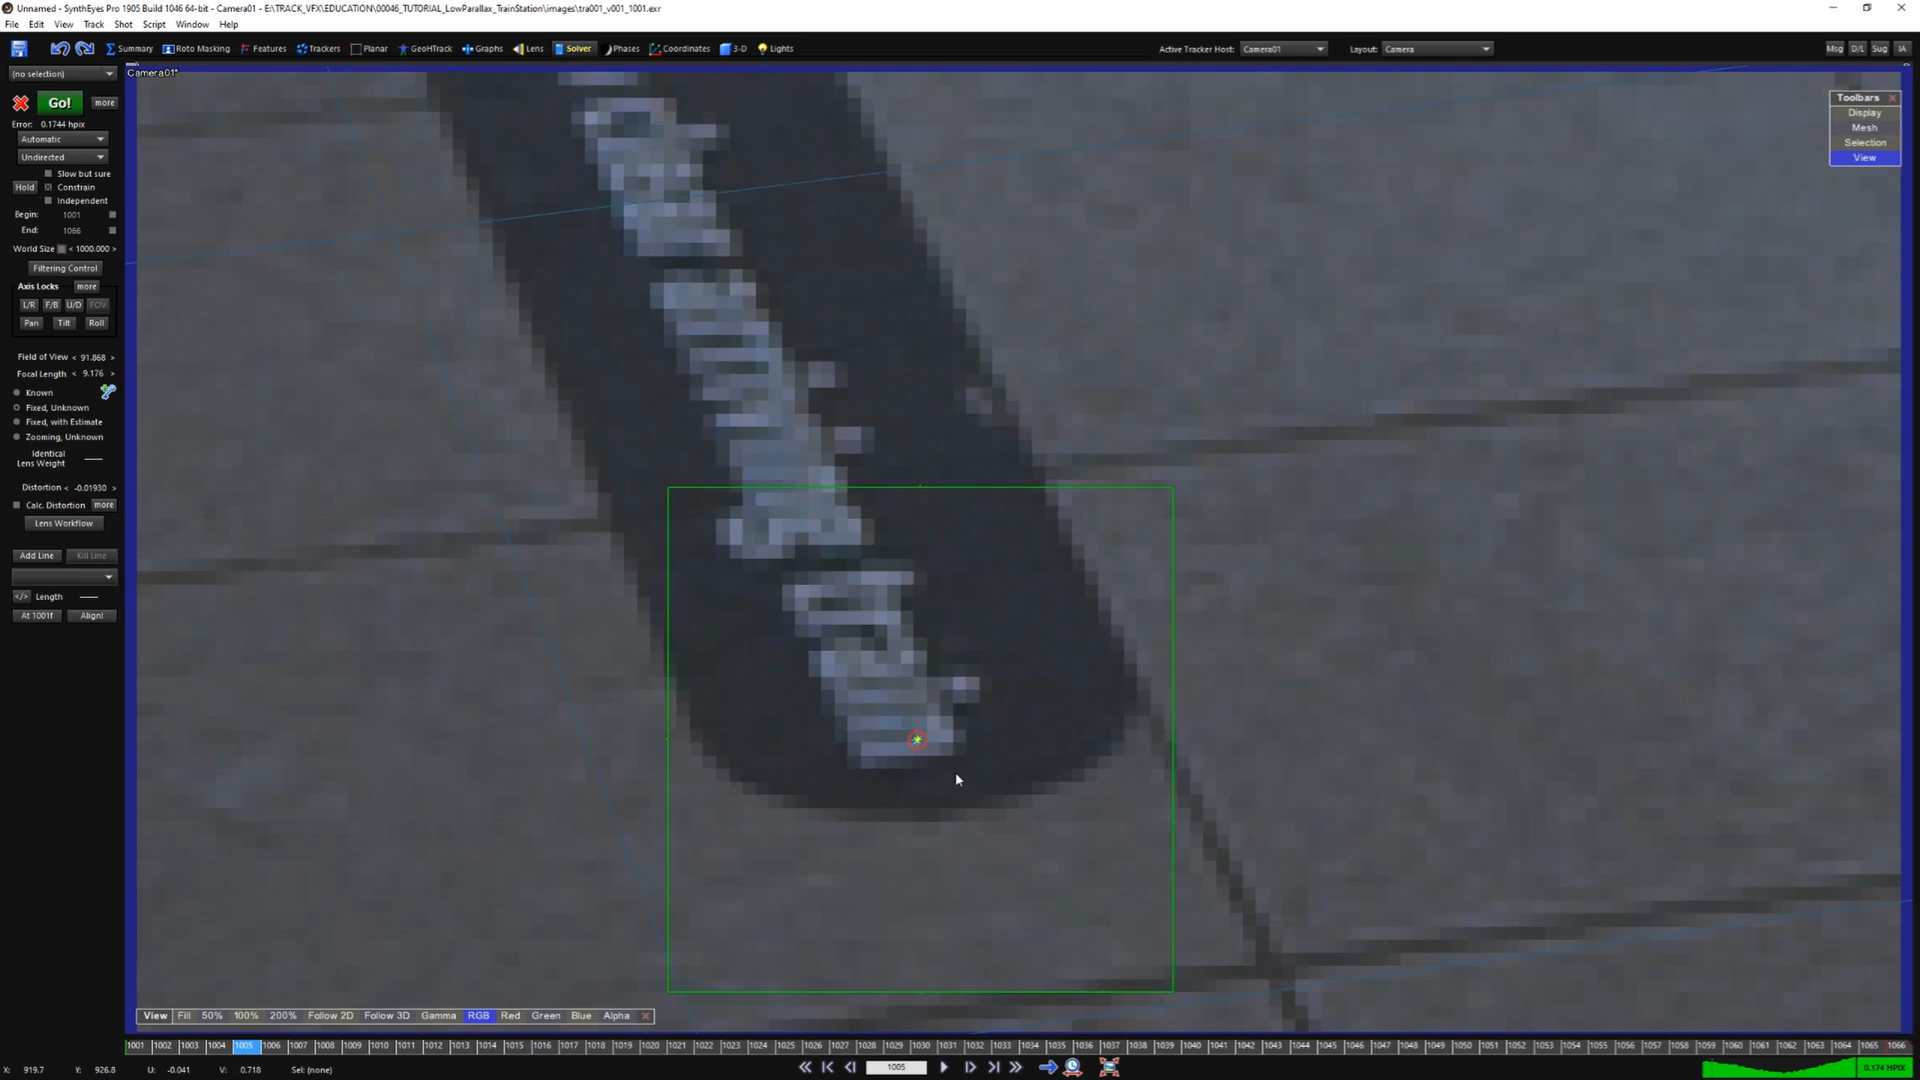 Unnamed - SynthEyes Pro 1905 Build 1046 64-bit - Camera01 - E:\TRACK_VFX\EDUCATION\00046_TUTORIAL_LowParallax_TrainStation\images\tra001_v001_1001.exr
File Edit View Track Shot Script Window Help
Summary Roto Masking Features Trackers Planar GeoHTrack Graphs Lens Solver Phases Coordinates 3-D Lights Active Tracker Host: Camera01 Layout: Camera Msg D/L Sug IA
(no selection)
Camera01*
Go! more
Error: 0.1744 hpix
Automatic
Undirected
Slow but sure
Hold Constrain
Independent
Begin: 1001
End: 1066
World Size < 1000.000 >
Filtering Control
Axis Locks more
L/R F/B U/D FOV
Pan Tilt Roll
Field of View < 91.868 >
Focal Length < 9.176 >
Known
Fixed, Unknown
Fixed, with Estimate
Zooming, Unknown
Identical
Lens Weight
Distortion < -0.01930 >
Calc. Distortion more
Lens Workflow
Add Line Kill Line
</> Length
At 1001f Align!
Toolbars
Display
Mesh
Selection
View
View Fill 50% 100% 200% Follow 2D Follow 3D Gamma RGB Red Green Blue Alpha
1001 1002 1003 1004 1005 1006 1007 1008 1009 1010 1011 1012 1013 1014 1015 1016 1017 1018 1019 1020 1021 1022 1023 1024 1025 1026 1027 1028 1029 1030 1031 1032 1033 1034 1035 1036 1037 1038 1039 1040 1041 1042 1043 1044 1045 1046 1047 1048 1049 1050 1051 1052 1053 1054 1055 1056 1057 1058 1059 1060 1061 1062 1063 1064 1065 1066
X: 919.7 Y: 926.8 U: -0.041 V: 0.718 Sel: (none) 1005 0.174 HPIX